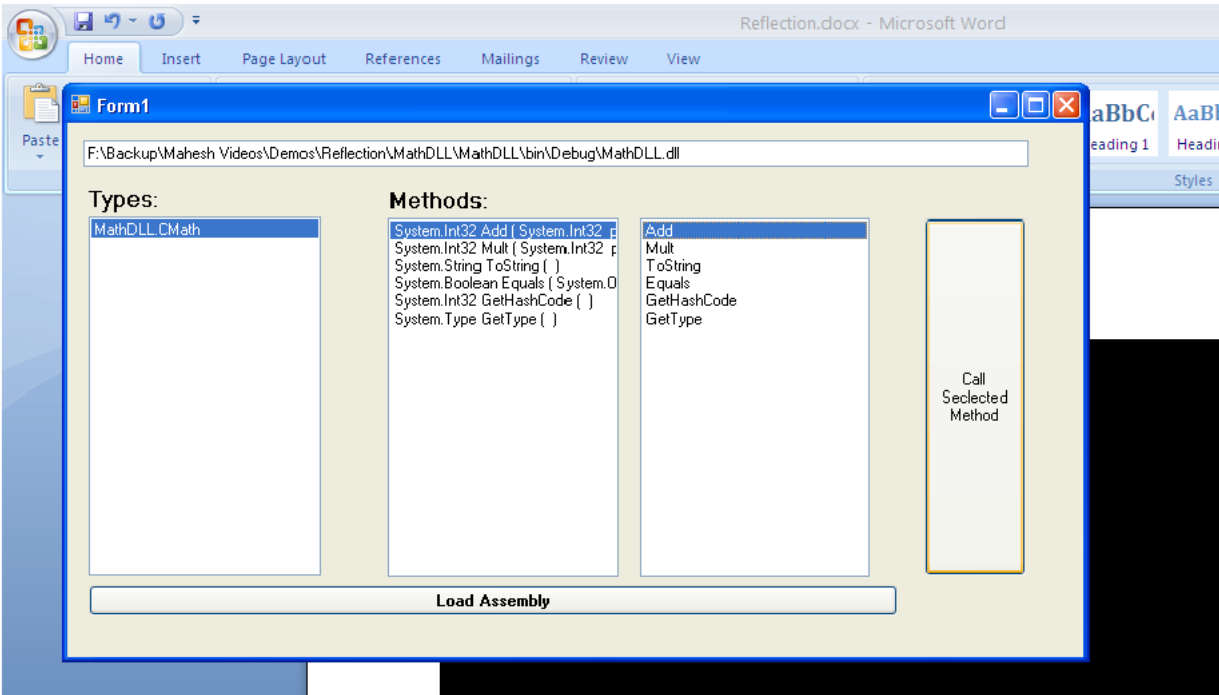 Reflection.docx - Microsoft Word
Home Insert Page Layout References Mailings Review View
Paste
Form1
F:\Backup\Mahesh Videos\Demos\Reflection\MathDLL\MathDLL\bin\Debug\MathDLL.dll
Types:
MathDLL.CMath
Methods:
System.Int32 Add ( System.Int32 p
System.Int32 Mult ( System.Int32 p
System.String ToString ( )
System.Boolean Equals ( System.O
System.Int32 GetHashCode ( )
System.Type GetType ( )
Add
Mult
ToString
Equals
GetHashCode
GetType
Call
Seclected
Method
Load Assembly
aBbC AaB
eading 1 Headi
Styles